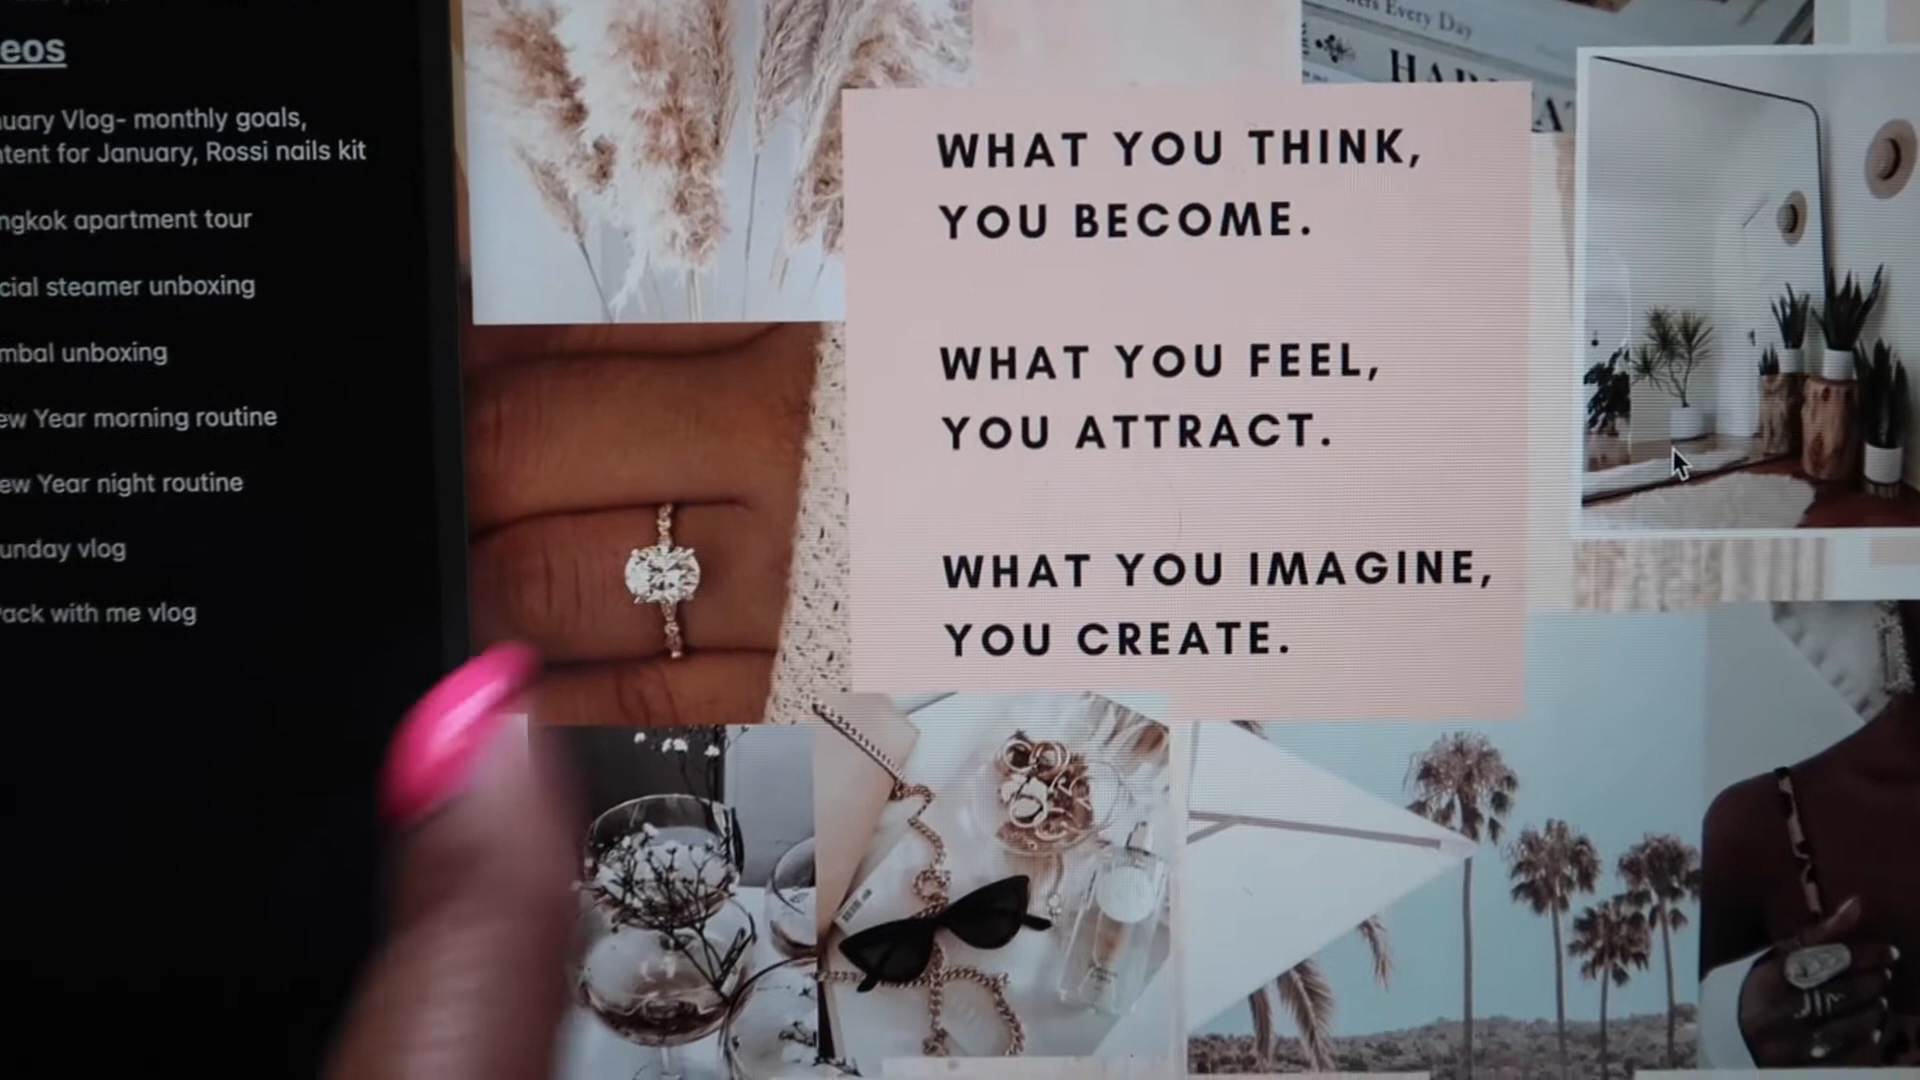 eos
uary Vlog- monthly goals,
tent for January, Rossi nails kit
ngkok apartment tour
cial steamer unboxing
mbal unboxing
ew Year morning routine
ew Year night routine
unday vlog
ack with me vlog
Every Day
WHAT YOU THINK,
YOU BECOME.
WHAT YOU FEEL,
YOU ATTRACT.
WHAT YOU IMAGINE,
YOU CREATE.